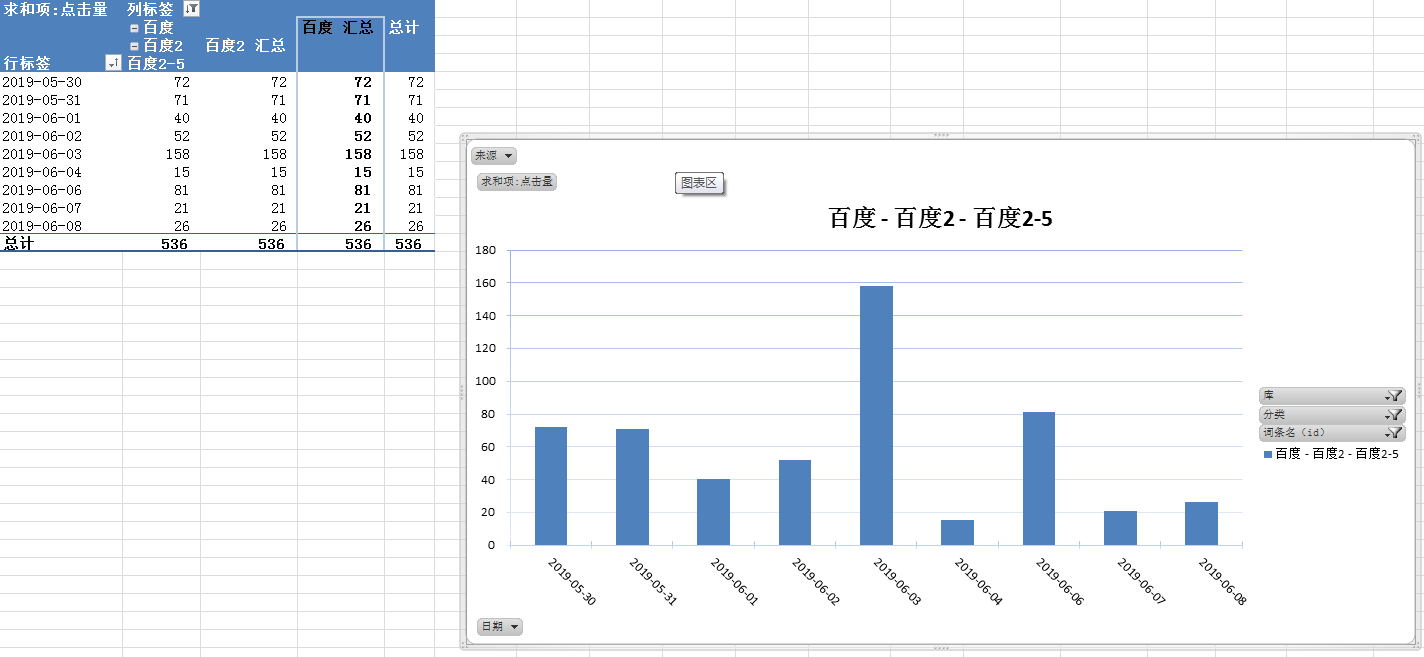 求和项:点击量 列标签
百度
百度 汇总 总计
百度2 百度2 汇总
行标签 百度2-5
2019-05-30 72 72 72 72
2019-05-31 71 71 71 71
2019-06-01 40 40 40 40
2019-06-02 52 52 52 52
2019-06-03 158 158 158 158
2019-06-04 15 15 15 15
2019-06-06 81 81 81 81
2019-06-07 21 21 21 21
2019-06-08 26 26 26 26
总计 536 536 536 536
来源
求和项:点击量
图表区
百度 - 百度2 - 百度2-5
180
160
140
120
100
80
60
40
20
0
2019-05-30
2019-05-31
2019-06-01
2019-06-02
2019-06-03
2019-06-04
2019-06-06
2019-06-07
2019-06-08
库
分类
词条名（id）
百度 - 百度2 - 百度2-5
日期